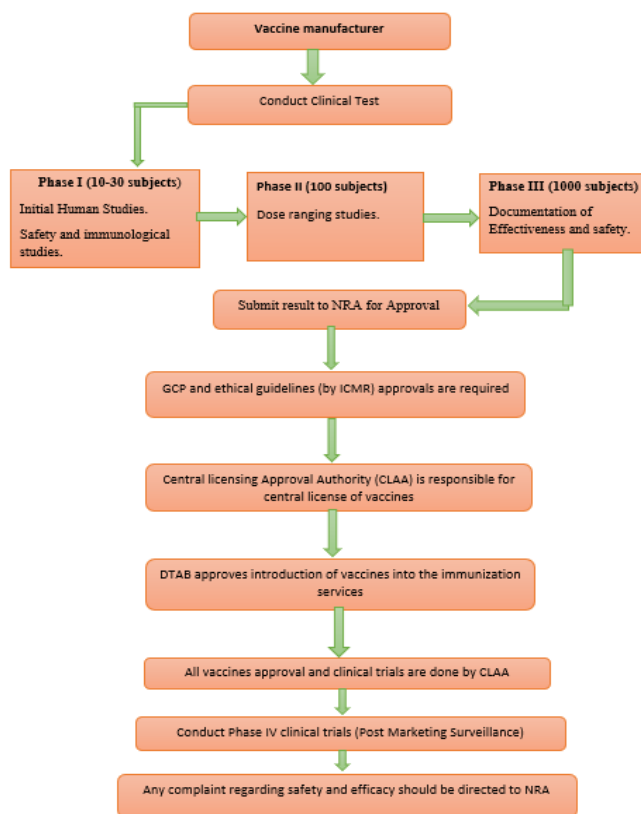 Vaccine manufacturer
Conduct Clinical Test
Phase I (10-30 subjects)
Initial Human Studies.
Safety and immunological
studies.
Phase II (100 subjects)
Dose ranging studies.
Phase III (1000 subjects)
Documentation of
Effectiveness and safety.
Submit result to NRA for Approval
GCP and ethical guidelines (by ICMR) approvals are required
Central licensing Approval Authority (CLAA) is responsible for
central license of vaccines
DTAB approves introduction of vaccines into the immunization
services
All vaccines approval and clinical trials are done by CLAA
Conduct Phase IV clinical trials (Post Marketing Surveillance)
Any complaint regarding safety and efficacy should be directed to NRA